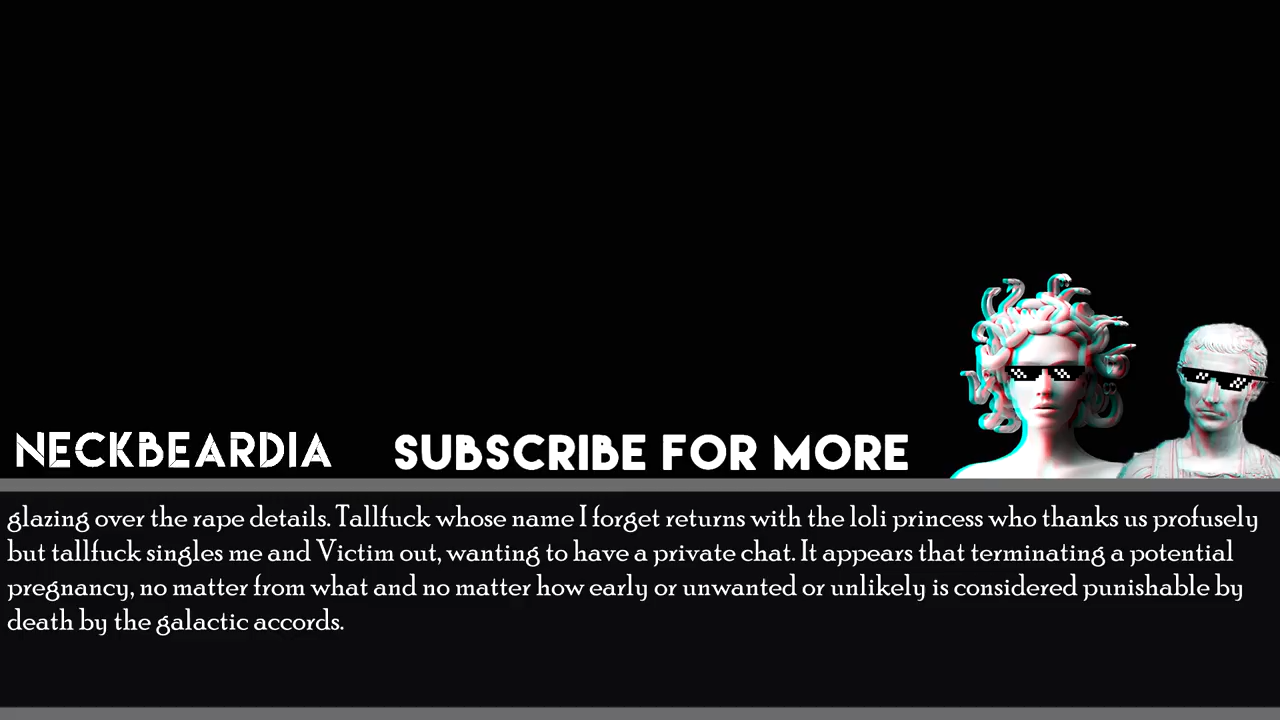 NECKBEARDIA
SUBSCRIBE FOR MORE
glazing over the rape details. Tallfuck whose name I forget returns with the loli princess who thanks us profusely
but tallfuck singles me and Victim out, wanting to have a private chat. It appears that terminating a potential
pregnancy, no matter from what and no matter how early or unwanted or unlikely is considered punishable by
death by the galactic accords.